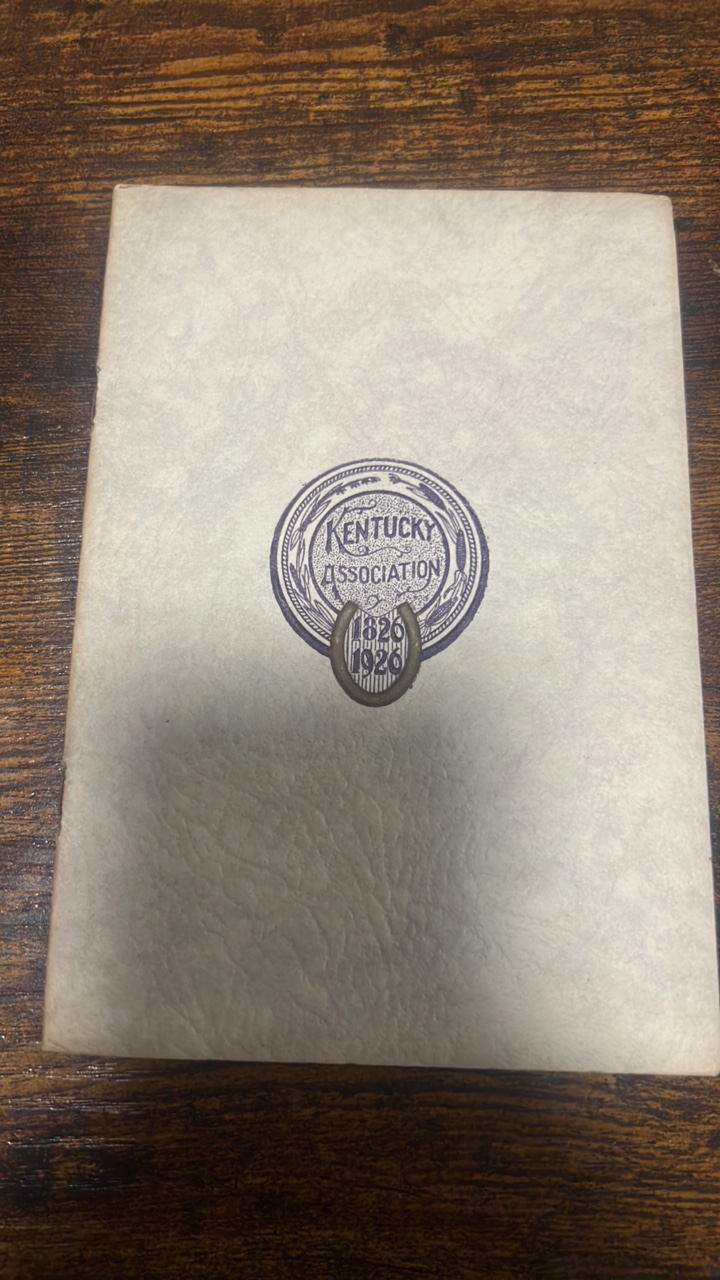 KENTUCKY
ASSOCIATION
1826
1926